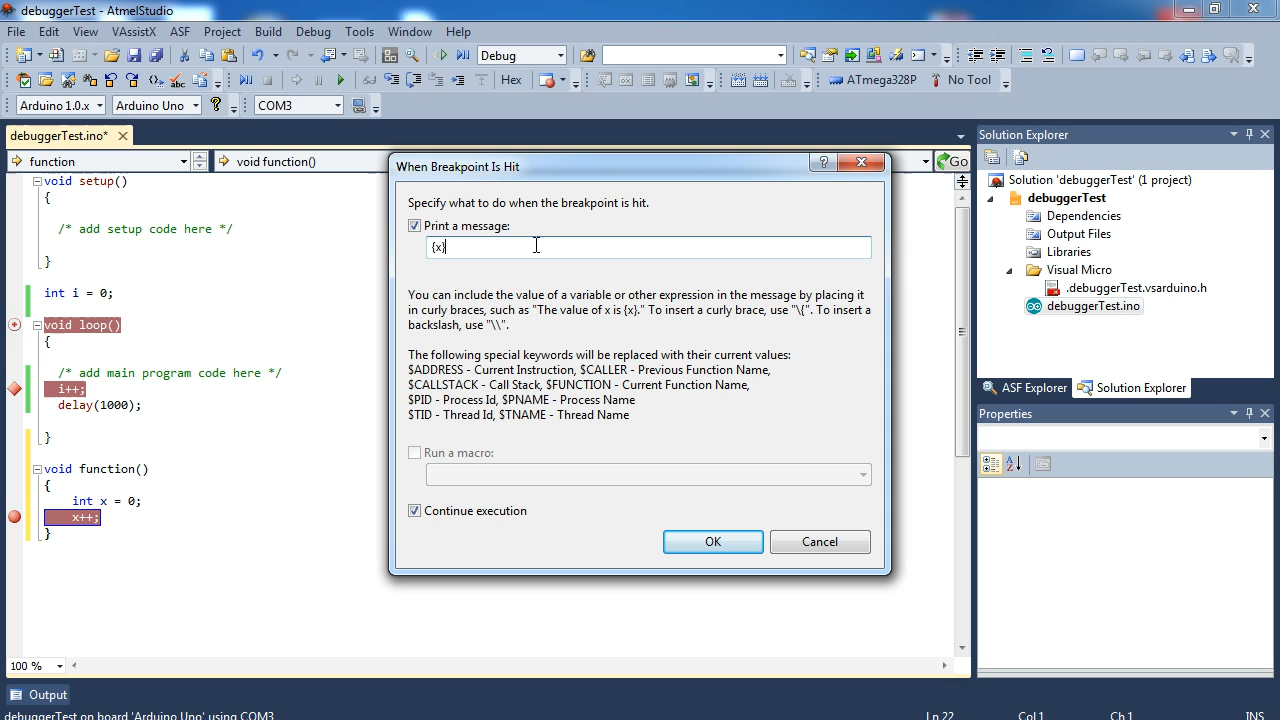 debuggerTest - AtmelStudio
File Edit View VAssistX ASF Project Build Debug Tools Window Help
Debug
Hex ATmega328P No Tool
Arduino 1.0.x Arduino Uno COM3
debuggerTest.ino*
function void function() Go
void setup()
{
/* add setup code here */
}
int i = 0;
void loop()
{
/* add main program code here */
i++;
delay(1000);
}
void function()
{
int x = 0;
x++;
}
100 %
When Breakpoint Is Hit
Specify what to do when the breakpoint is hit.
Print a message:
{x}
You can include the value of a variable or other expression in the message by placing it
in curly braces, such as "The value of x is {x}." To insert a curly brace, use "\{". To insert a
backslash, use "\\".
The following special keywords will be replaced with their current values:
$ADDRESS - Current Instruction, $CALLER - Previous Function Name,
$CALLSTACK - Call Stack, $FUNCTION - Current Function Name,
$PID - Process Id, $PNAME - Process Name
$TID - Thread Id, $TNAME - Thread Name
Run a macro:
Continue execution
OK Cancel
Solution Explorer
Solution 'debuggerTest' (1 project)
debuggerTest
Dependencies
Output Files
Libraries
Visual Micro
.debuggerTest.vsarduino.h
debuggerTest.ino
ASF Explorer Solution Explorer
Properties
Output
debuggerTest on board 'Arduino Uno' using COM3 Ln 22 Col 1 Ch 1 INS